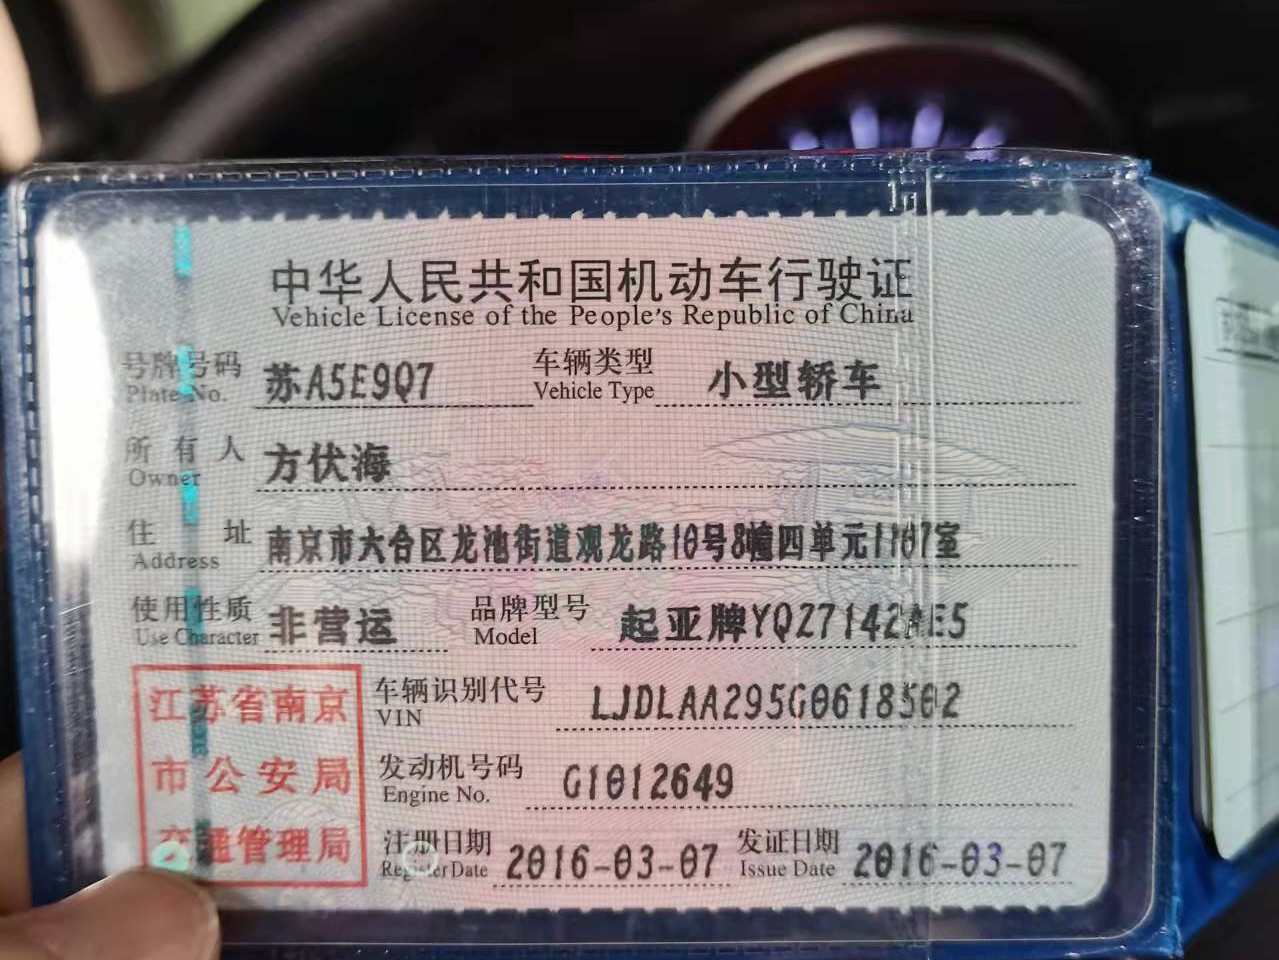 中华人民共和国机动车行驶证
Vehicle License of the People's Republic of China
号牌号码 苏A5E9Q7 车辆类型 小型轿车
Plate No. Vehicle Type
所有人 方伏海
Owner
住址 南京市六合区龙池街道观龙路10号8幢四单元1107室
Address
使用性质 非营运 品牌型号 起亚牌YQZ7142AE5
Use Character Model
江苏省南京
市公安局
交通管理局
车辆识别代号 LJDLAA295G0618502
VIN
发动机号码 G1012649
Engine No.
注册日期 2016-03-07 发证日期 2016-03-07
Register Date Issue Date